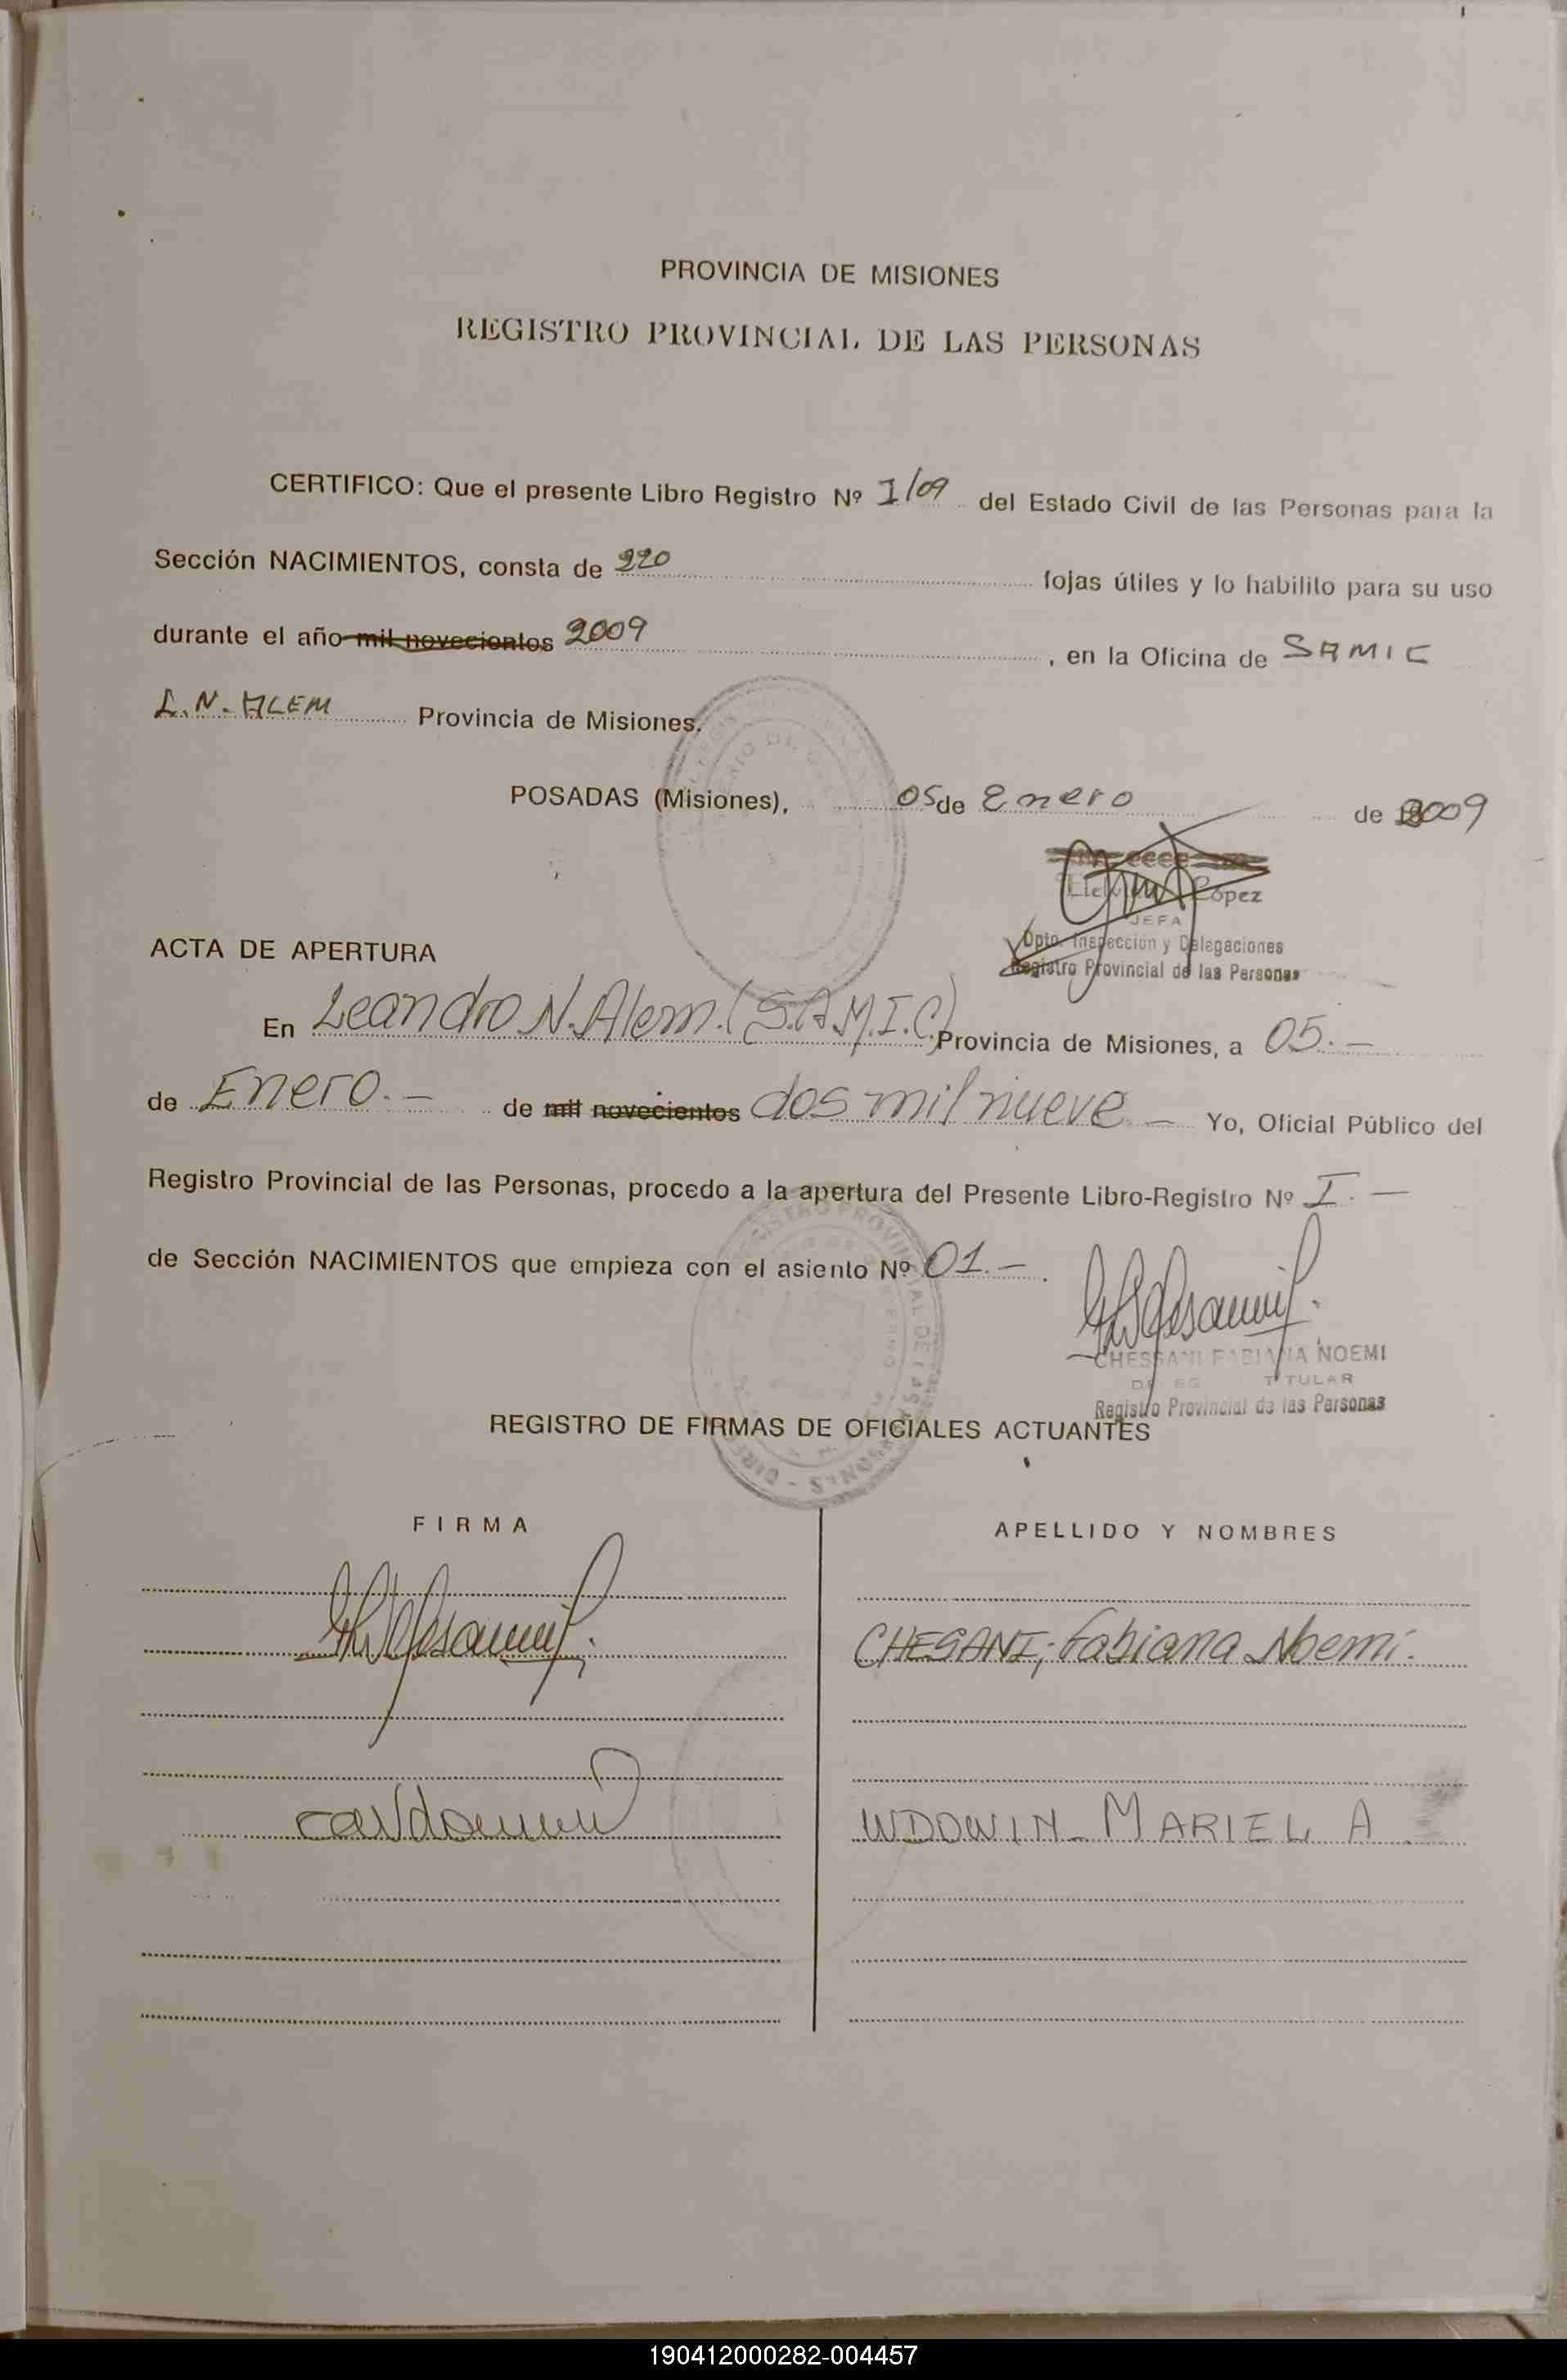 PROVINCIA DE MISIONES
REGISTRO PROVINCIAL DE LAS PERSONAS
CERTIFICO: Que el presente Libro Registro Nº I/09 del Estado Civil de las Personas para la
Sección NACIMIENTOS, consta de 220 fojas útiles y lo habilito para su uso
durante el año mil novecientos 2009, en la Oficina de SAMIC
L.N. ALEM Provincia de Misiones.
POSADAS (Misiones), 05 de Enero de 2009
López
JEFA
Dpto. Inspección y Delegaciones
Registro Provincial de las Personas
ACTA DE APERTURA
En Leandro N. Alem. (S.A.M.I.C.) Provincia de Misiones, a 05.-
de Enero.- de mil novecientos dos mil nueve - Yo, Oficial Público del
Registro Provincial de las Personas, procedo a la apertura del Presente Libro-Registro Nº I.-
de Sección NACIMIENTOS que empieza con el asiento Nº 01.-.
CHESSANI FABIANA NOEMI
TITULAR
Registro Provincial de las Personas
REGISTRO DE FIRMAS DE OFICIALES ACTUANTES
FIRMA
APELLIDO Y NOMBRES
CHESANI; Fabiana Noemi.
WDOWIN MARIEL A
190412000282-004457